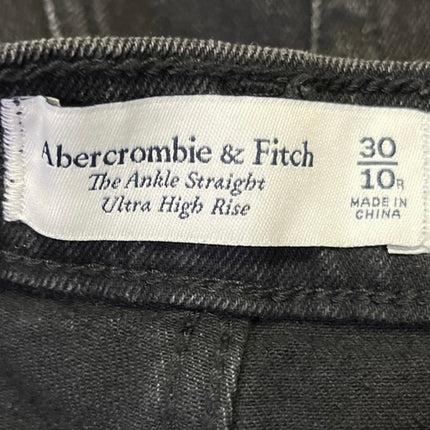 Abercrombie & Fitch
The Ankle Straight
Ultra High Rise
30
10R
MADE IN
CHINA